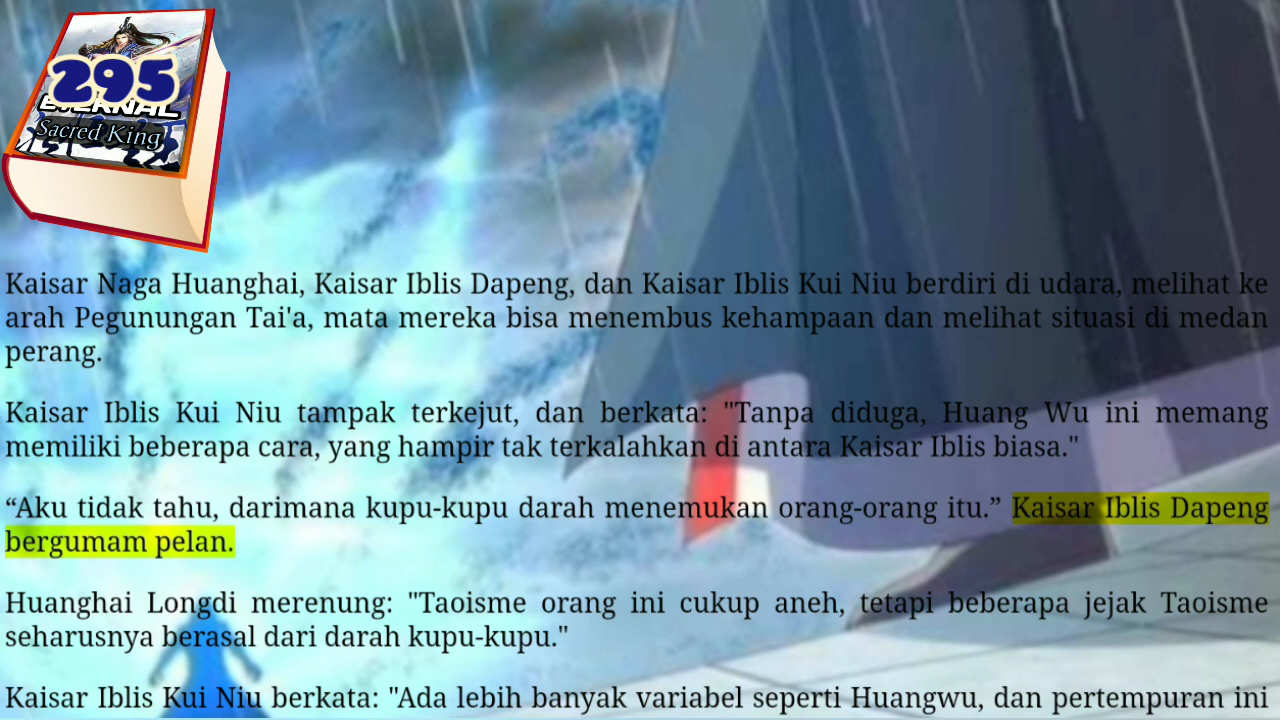 295
ETERNAL
Sacred King
Kaisar Naga Huanghai, Kaisar Iblis Dapeng, dan Kaisar Iblis Kui Niu berdiri di udara, melihat ke
arah Pegunungan Tai'a, mata mereka bisa menembus kehampaan dan melihat situasi di medan
perang.
Kaisar Iblis Kui Niu tampak terkejut, dan berkata: "Tanpa diduga, Huang Wu ini memang
memiliki beberapa cara, yang hampir tak terkalahkan di antara Kaisar Iblis biasa."
“Aku tidak tahu, darimana kupu-kupu darah menemukan orang-orang itu.” Kaisar Iblis Dapeng
bergumam pelan.
Huanghai Longdi merenung: "Taoisme orang ini cukup aneh, tetapi beberapa jejak Taoisme
seharusnya berasal dari darah kupu-kupu."
Kaisar Iblis Kui Niu berkata: "Ada lebih banyak variabel seperti Huangwu, dan pertempuran ini